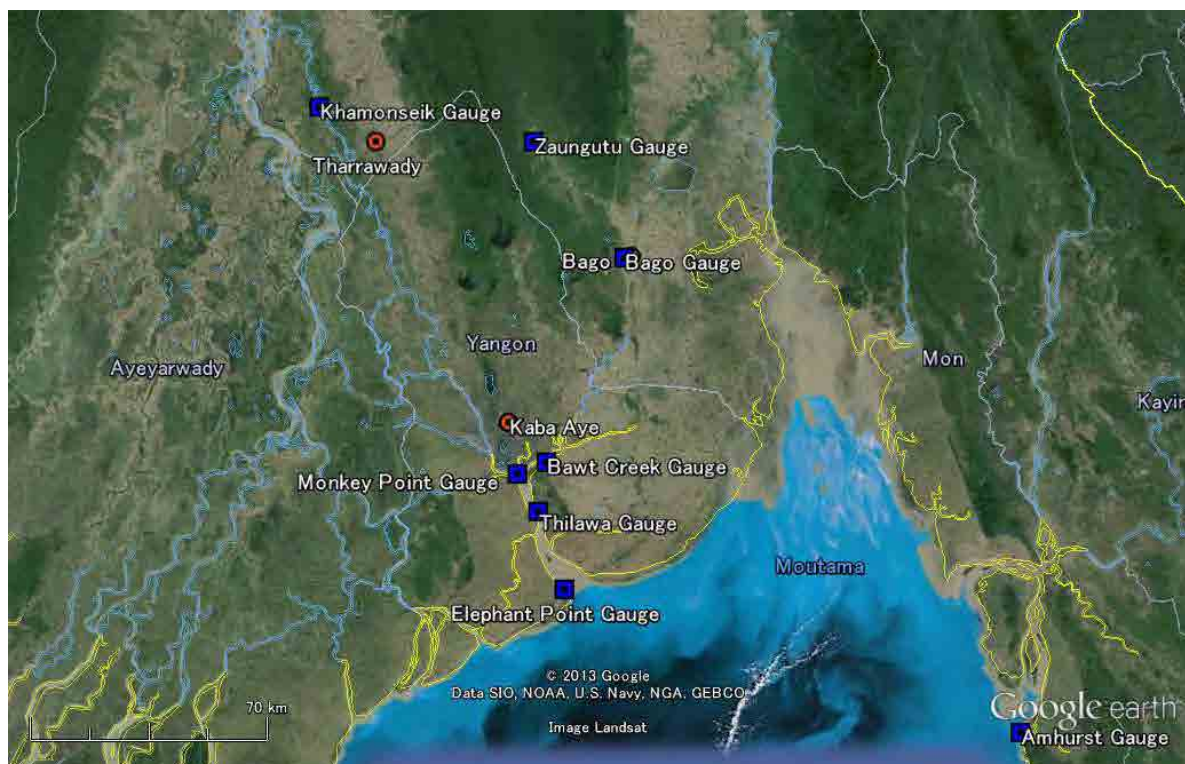 Khamonseik Gauge
Zaungutu Gauge
Tharrawady
Bago
Bago Gauge
Yangon
Ayeyarwady
Mon
Kayin
Kaba Aye
Bawt Creek Gauge
Monkey Point Gauge
Thilawa Gauge
Moutama
Elephant Point Gauge
© 2013 Google
Data SIO, NOAA, U.S. Navy, NGA, GEBCO
70 km
Image Landsat
Google earth
Amhurst Gauge